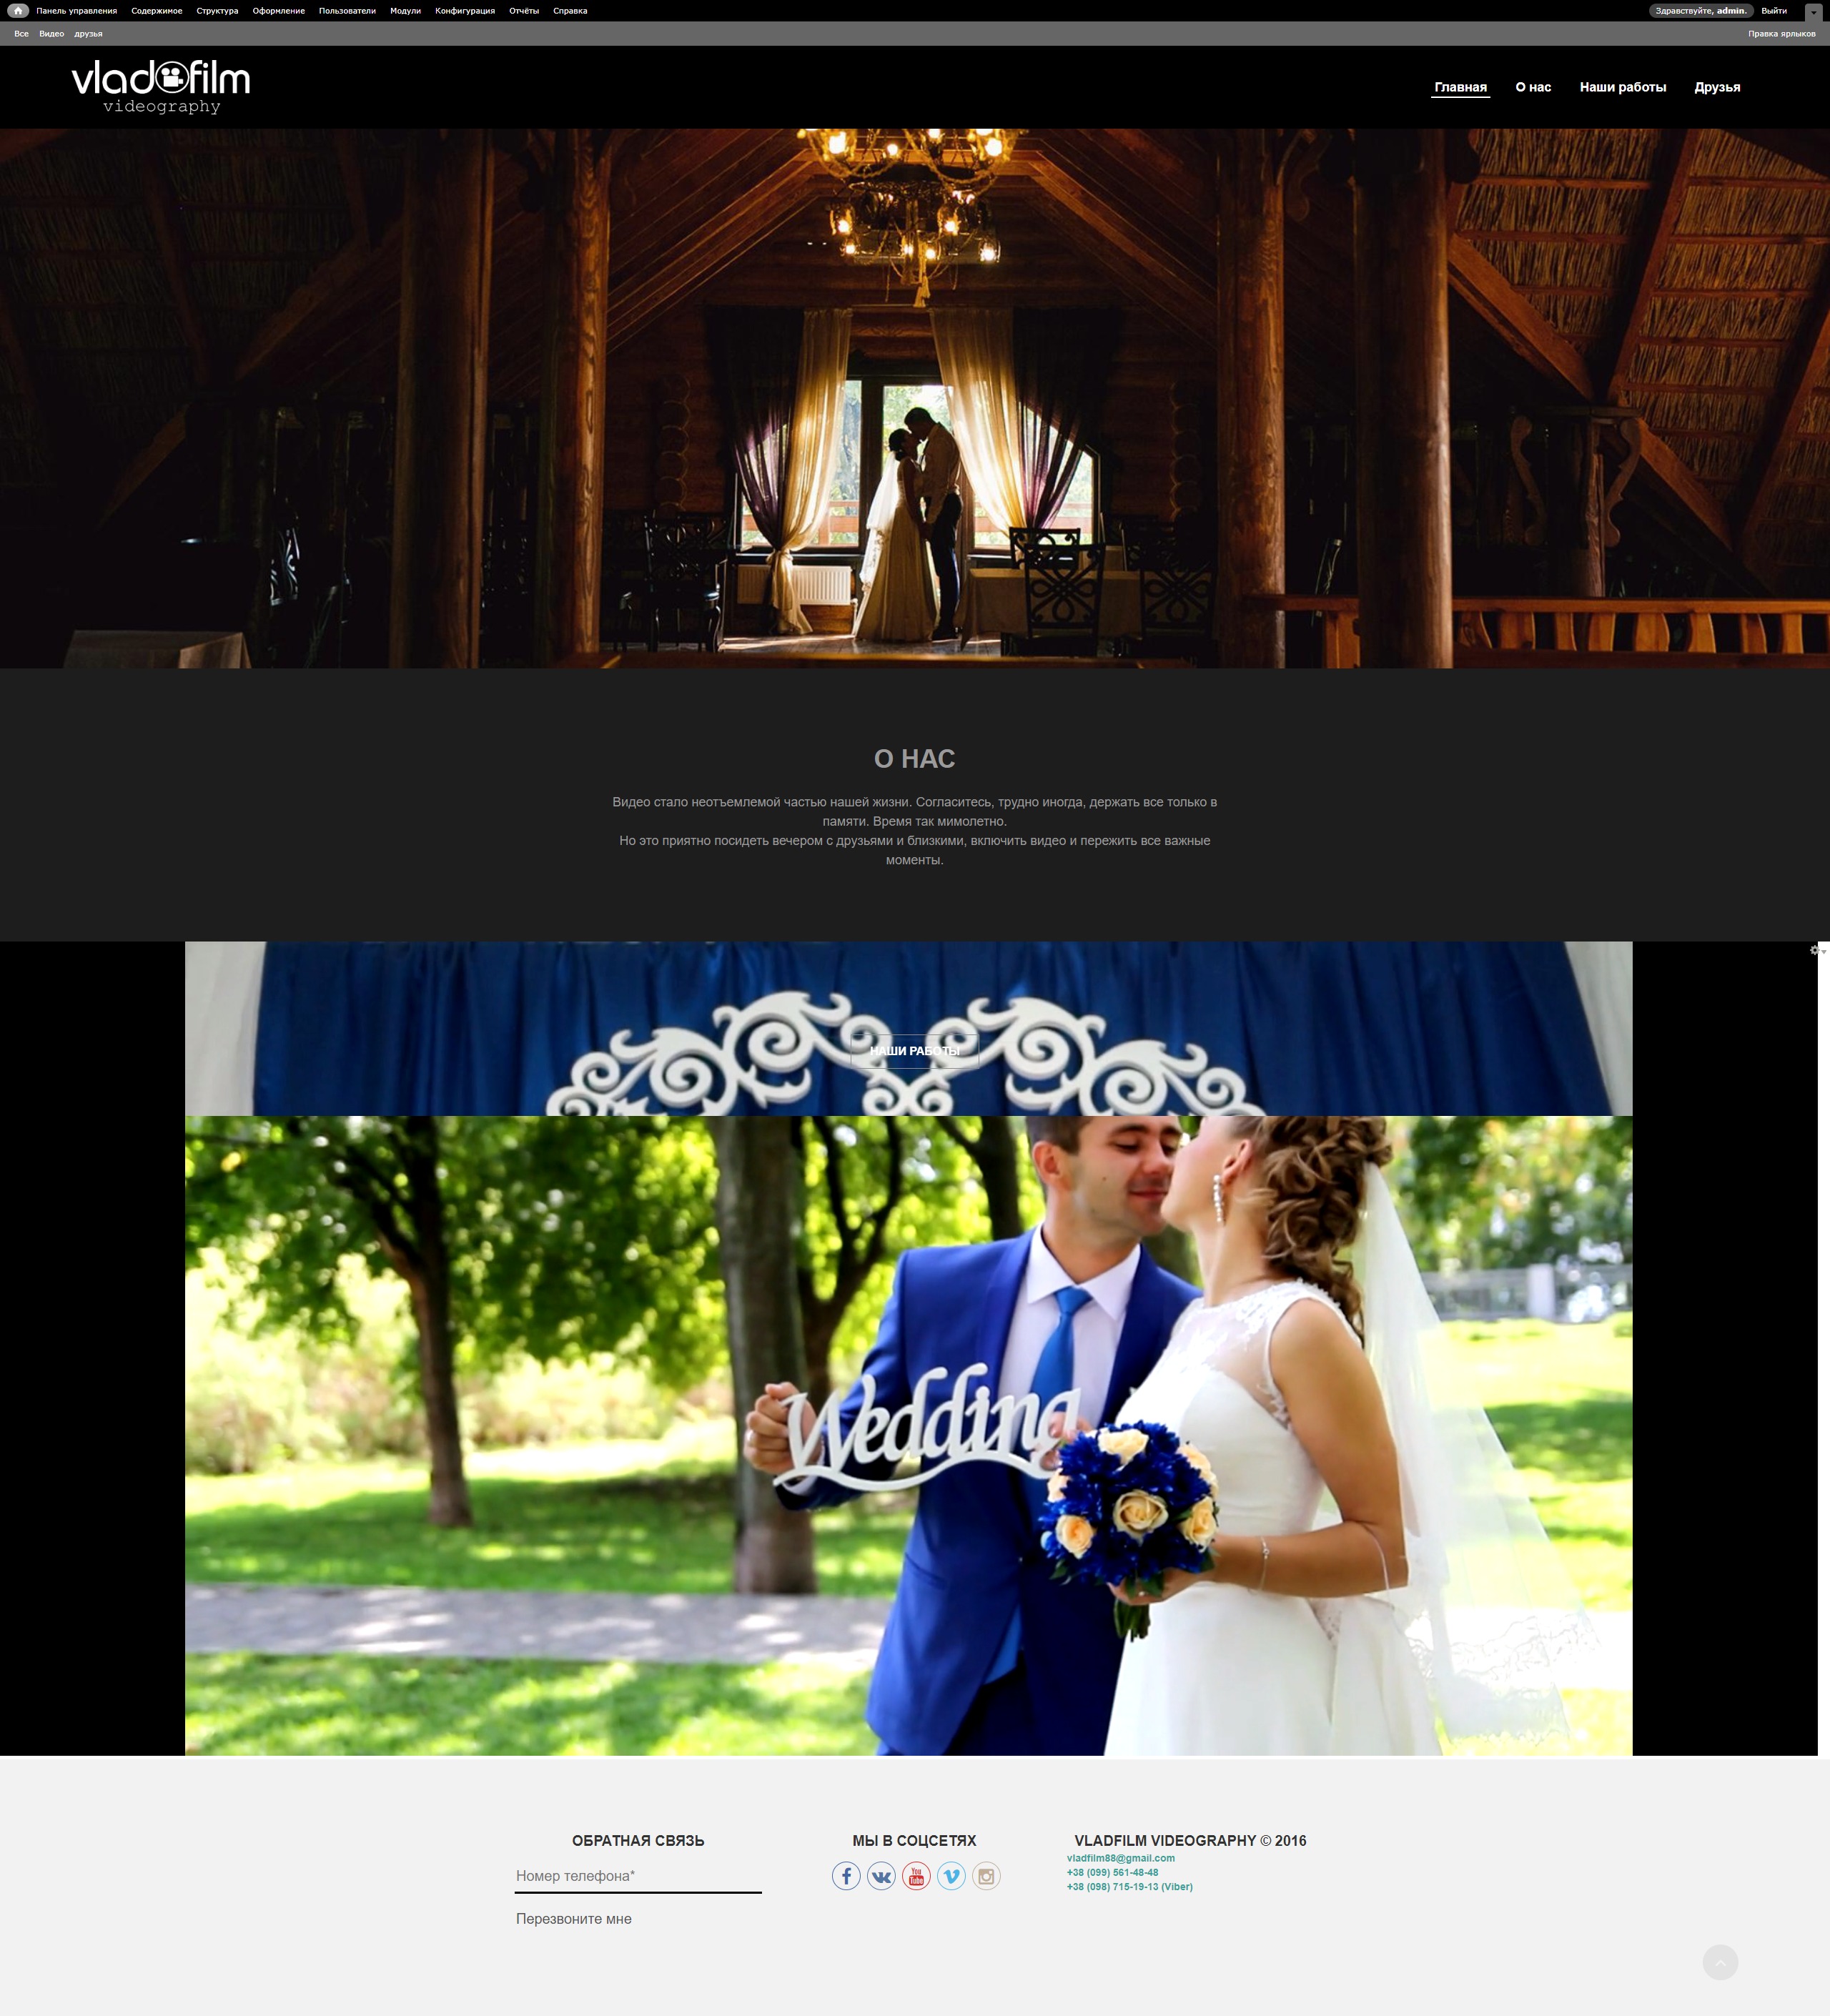 Панель управления Содержимое Структура Оформление Пользователи Модули Конфигурация Отчёты Справка Здравствуйте, admin. Выйти
Все Видео друзья Правка ярлыков
vladofilm
videography
Главная О нас Наши работы Друзья
О НАС
Видео стало неотъемлемой частью нашей жизни. Согласитесь, трудно иногда, держать все только в
памяти. Время так мимолетно.
Но это приятно посидеть вечером с друзьями и близкими, включить видео и пережить все важные
моменты.
НАШИ РАБОТЫ
Wedding
ОБРАТНАЯ СВЯЗЬ
Номер телефона*
Перезвоните мне
МЫ В СОЦСЕТЯХ
You
Tube
VLADFILM VIDEOGRAPHY © 2016
vladfilm88@gmail.com
+38 (099) 561-48-48
+38 (098) 715-19-13 (Viber)